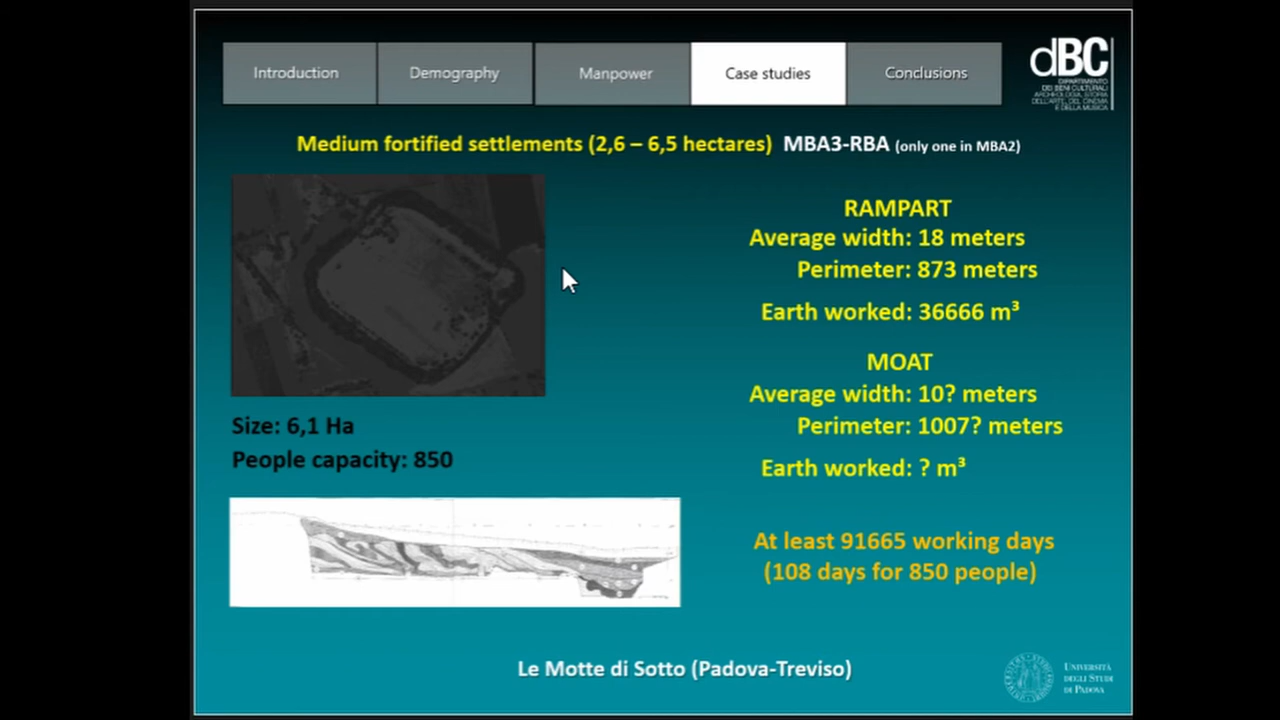 Introduction
Demography
Manpower
Case studies
Conclusions
dBC
DIPARTIMENTO
DEI BENI CULTURALI
ARCHEOLOGIA, STORIA
DELL'ARTE, DEL CINEMA
E DELLA MUSICA
Medium fortified settlements (2,6 – 6,5 hectares) MBA3-RBA (only one in MBA2)
RAMPART
Average width: 18 meters
Perimeter: 873 meters
Earth worked: 36666 m³
MOAT
Average width: 10? meters
Perimeter: 1007? meters
Earth worked: ? m³
Size: 6,1 Ha
People capacity: 850
At least 91665 working days
(108 days for 850 people)
Le Motte di Sotto (Padova-Treviso)
UNIVERSITÀ
DEGLI STUDI
DI PADOVA